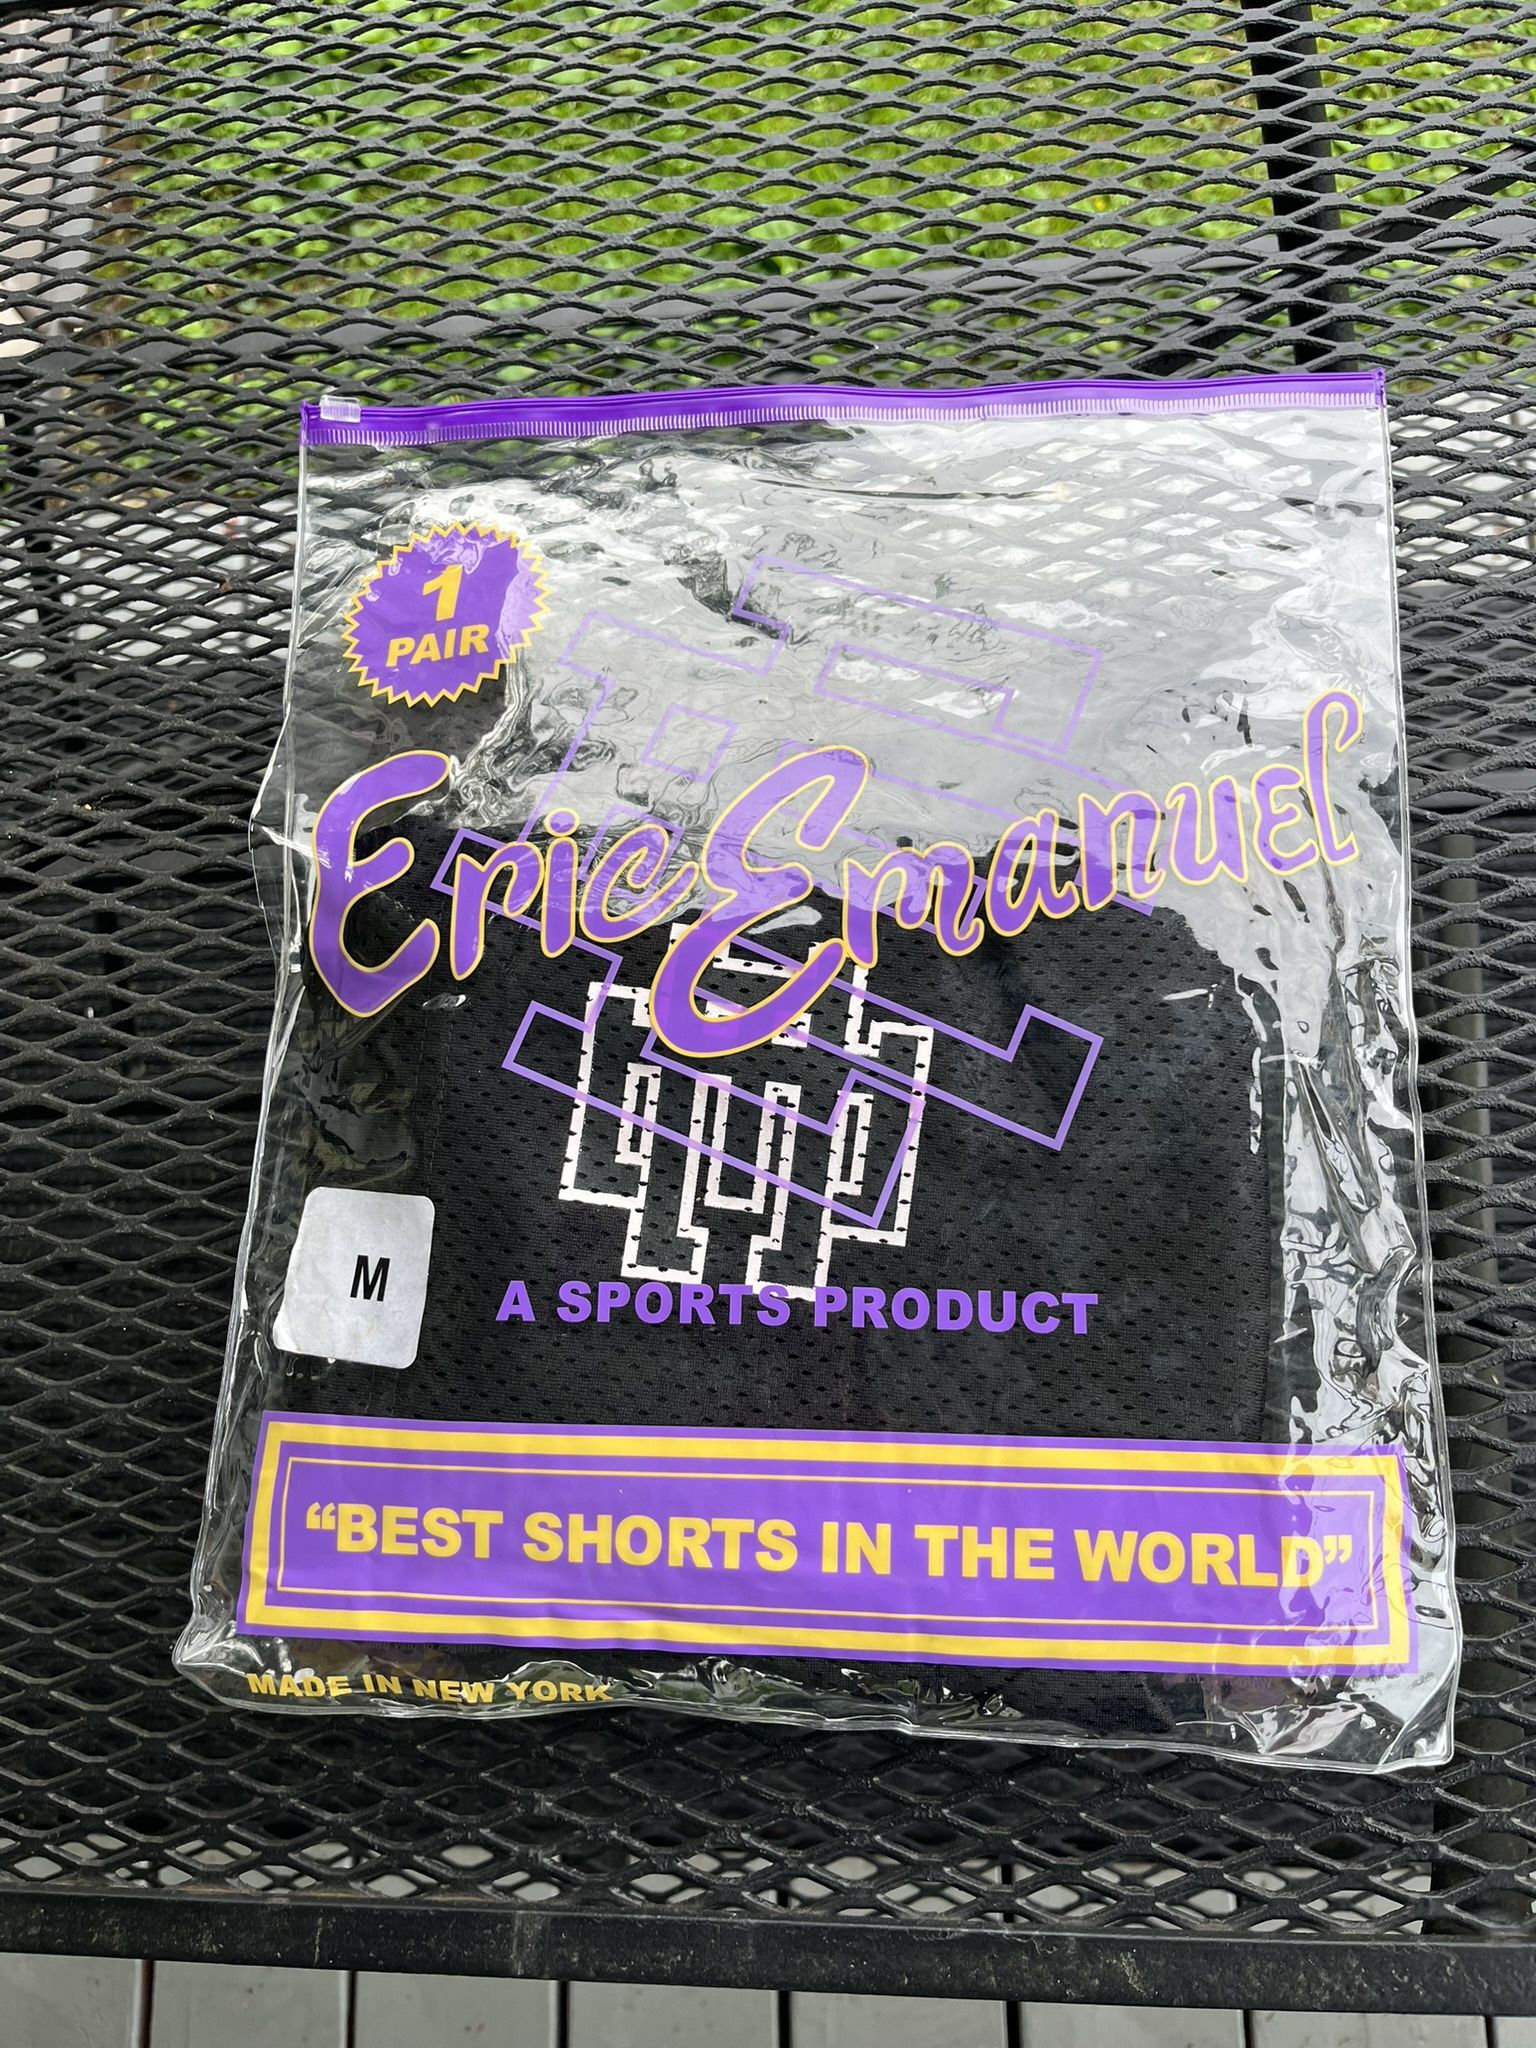 1
PAIR
Eric Emanuel
M
A SPORTS PRODUCT
“BEST SHORTS IN THE WORLD”
MADE IN NEW YORK